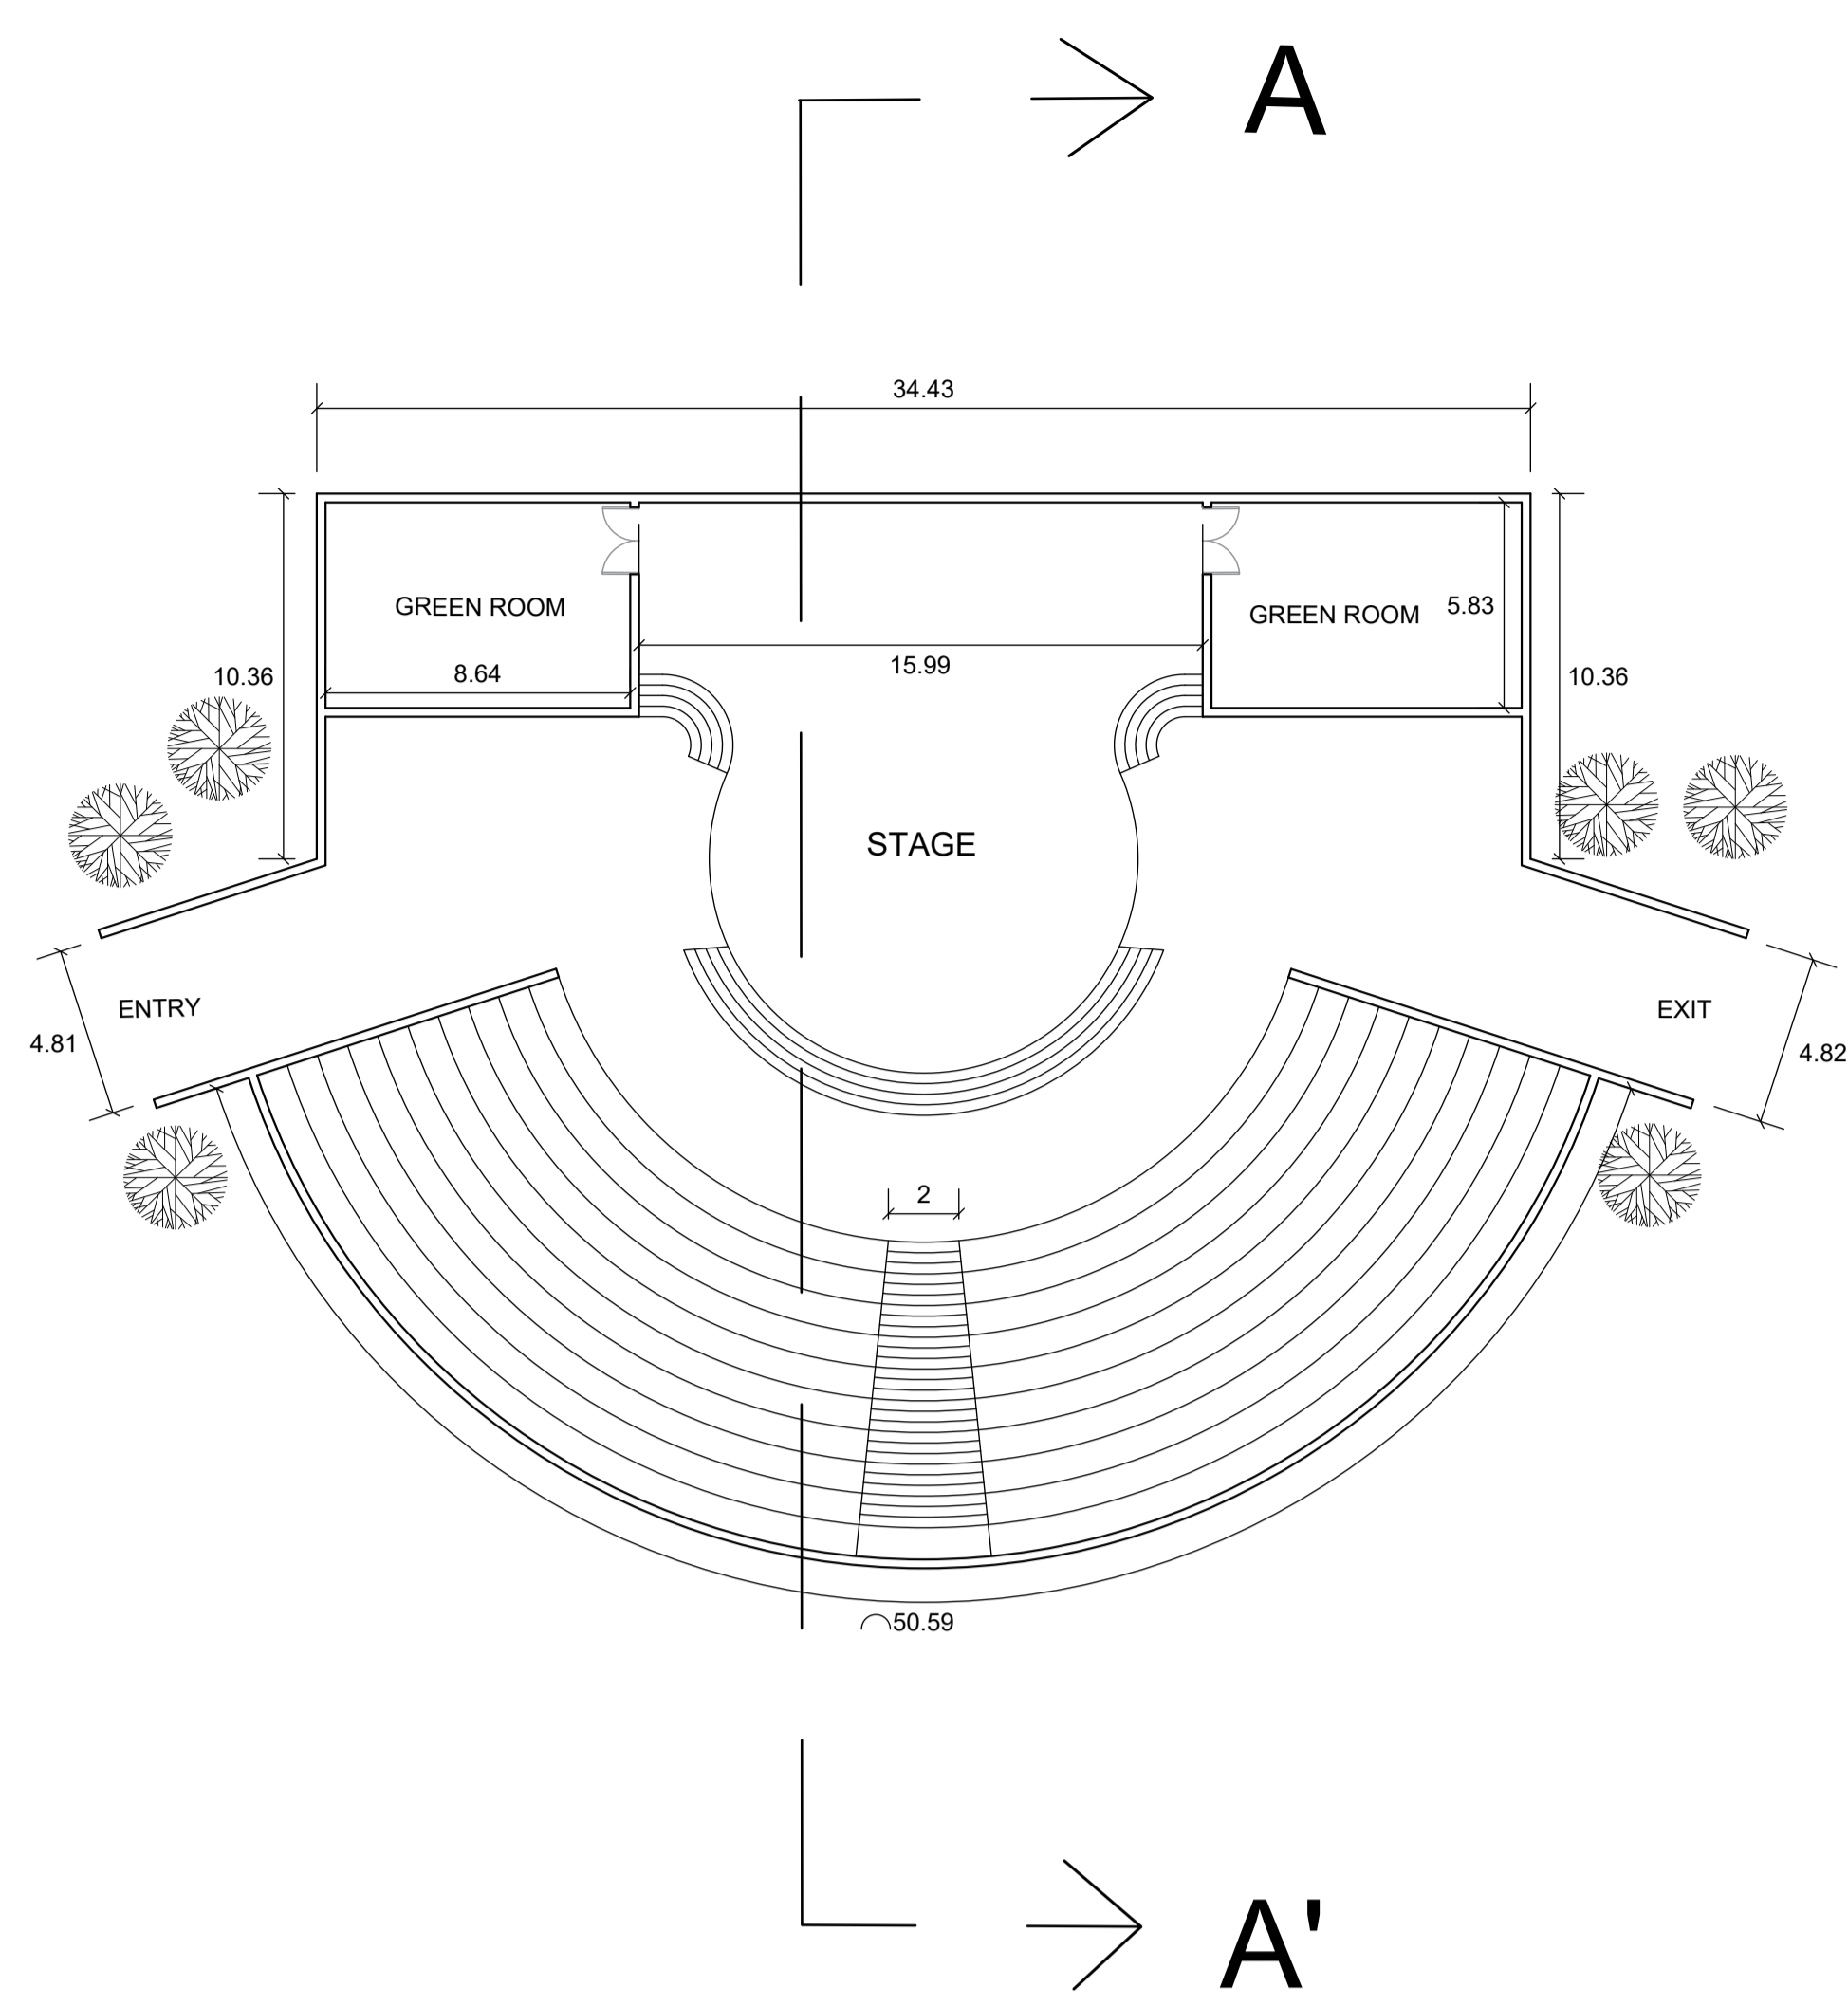 A
34.43
GREEN ROOM
GREEN ROOM
5.83
15.99
8.64
10.36
10.36
STAGE
ENTRY
EXIT
4.81
4.82
2
50.59
A'